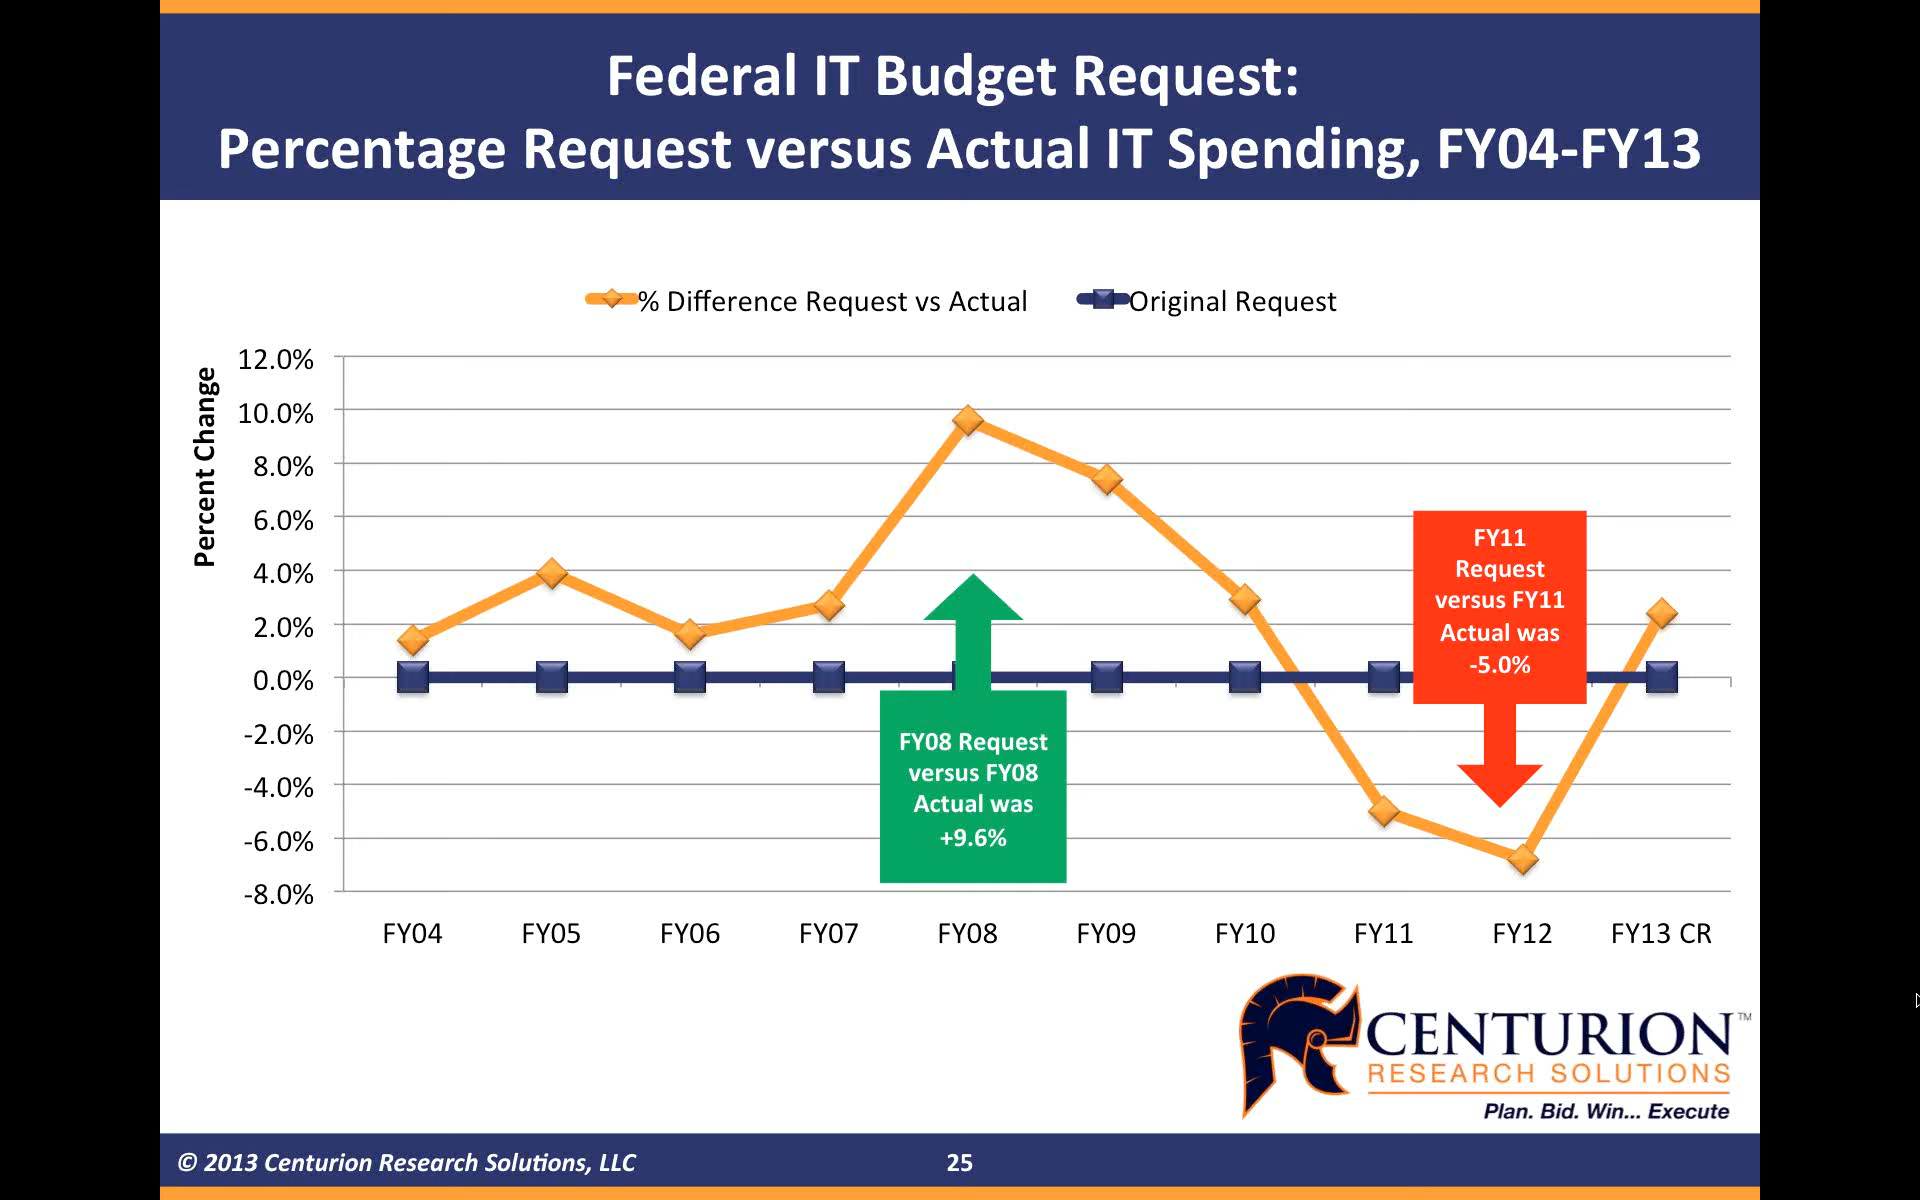 Federal IT Budget Request:
Percentage Request versus Actual IT Spending, FY04-FY13
% Difference Request vs Actual
Original Request
Percent Change
12.0%
10.0%
8.0%
6.0%
4.0%
2.0%
0.0%
-2.0%
-4.0%
-6.0%
-8.0%
FY08 Request
versus FY08
Actual was
+9.6%
FY11
Request
versus FY11
Actual was
-5.0%
FY04
FY05
FY06
FY07
FY08
FY09
FY10
FY11
FY12
FY13 CR
CENTURION™
RESEARCH SOLUTIONS
Plan. Bid. Win... Execute
© 2013 Centurion Research Solutions, LLC
25